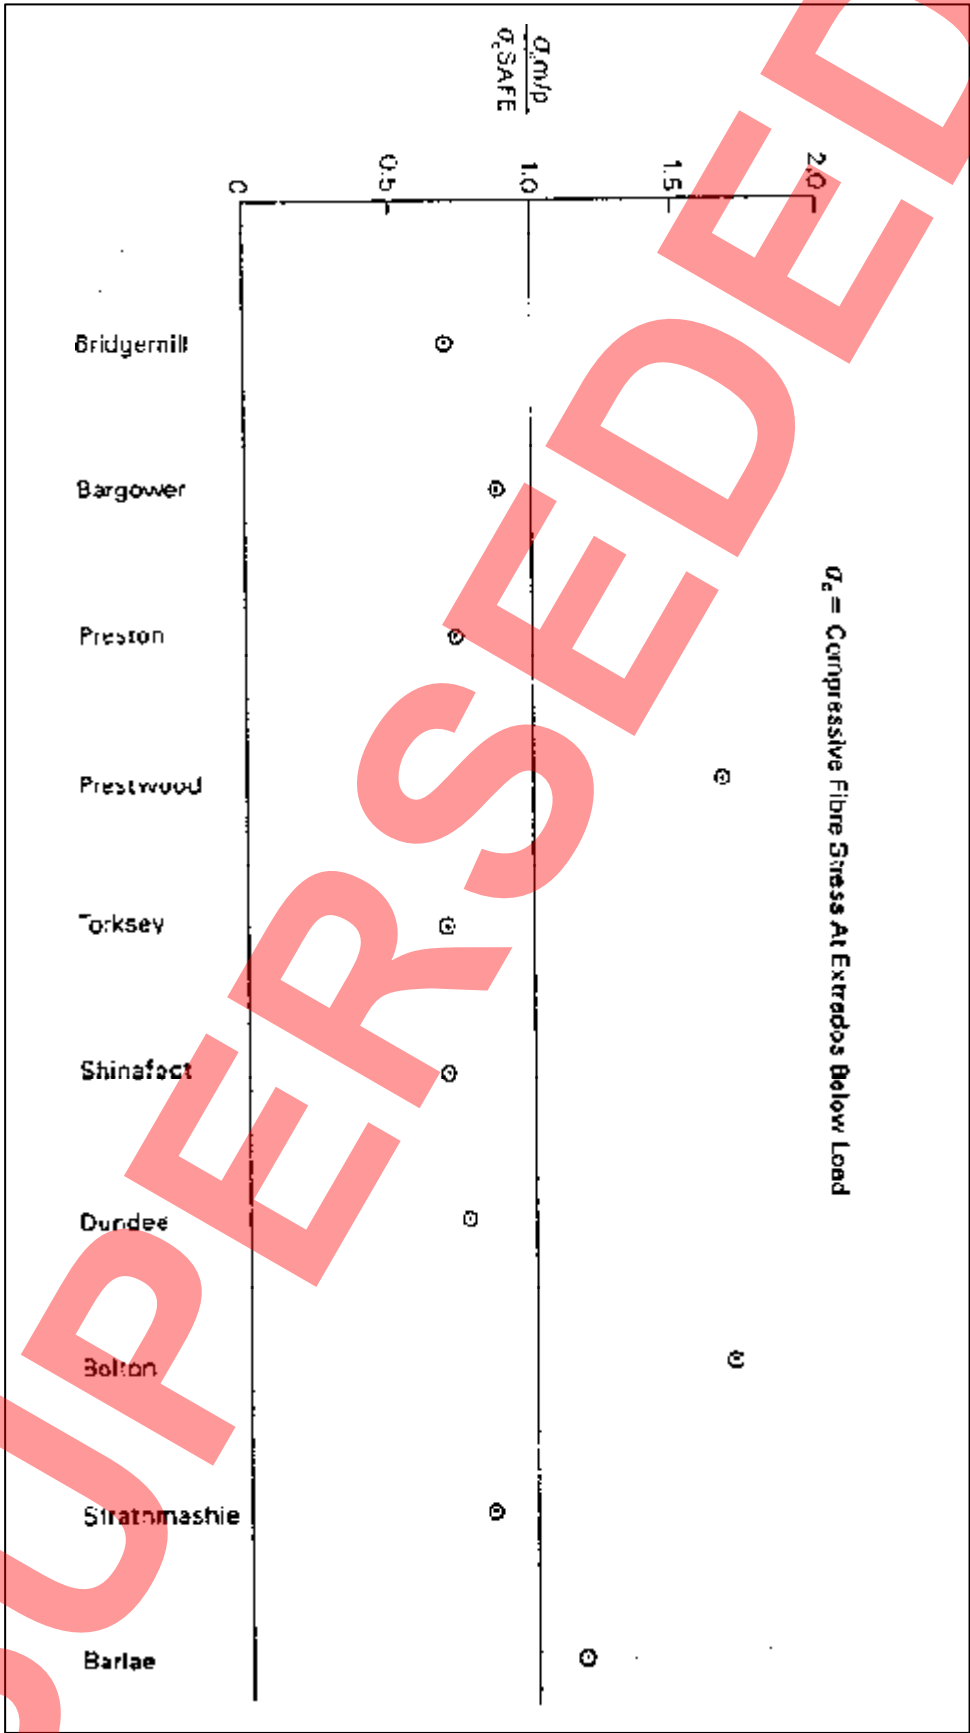 σc m/p
σc SAFE
2.0
1.5
1.0
0.5
0
σc = Compressive Fibre Stress At Extrados Below Load
Bridgemill
Bargower
Preston
Prestwood
Torksey
Shinafoot
Dundee
Bolton
Strathmashie
Barlae
SUPERSEDED